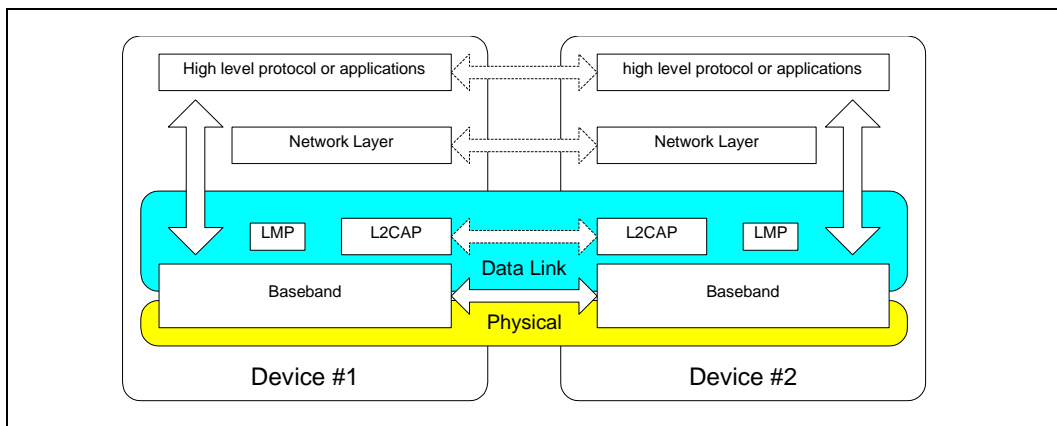 High level protocol or applications
high level protocol or applications
Network Layer
Network Layer
LMP
L2CAP
L2CAP
LMP
Data Link
Baseband
Baseband
Physical
Device #1
Device #2